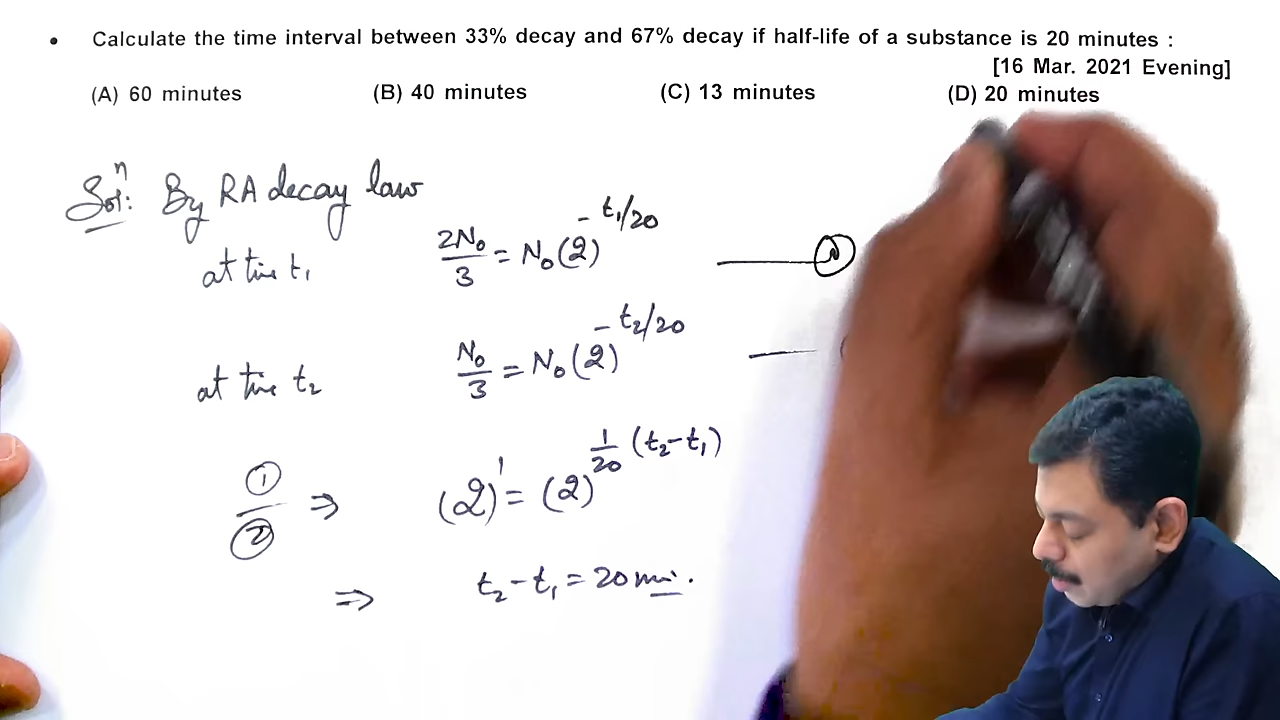 • Calculate the time interval between 33% decay and 67% decay if half-life of a substance is 20 minutes :
[16 Mar. 2021 Evening]
(A) 60 minutes (B) 40 minutes (C) 13 minutes (D) 20 minutes
Solⁿ: By RA decay law
at time t₁ 2N₀/3 = N₀(2)^(-t₁/20)
at time t₂ N₀/3 = N₀(2)^(-t₂/20)
①/② ⇒ (2)¹ = (2)^(1/20 (t₂-t₁))
⇒ t₂-t₁ = 20 min.